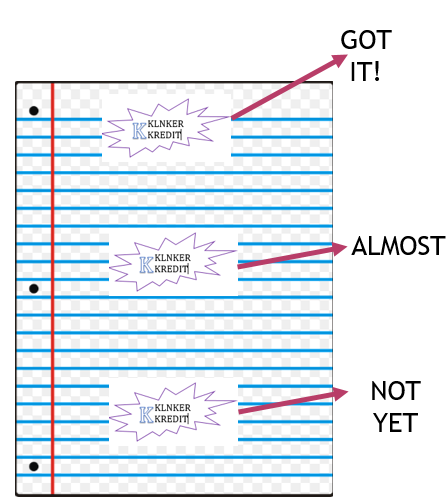 GOT
IT!
K KLNKER
KREDIT
ALMOST
K KLNKER
KREDIT
NOT
YET
K KLNKER
KREDIT